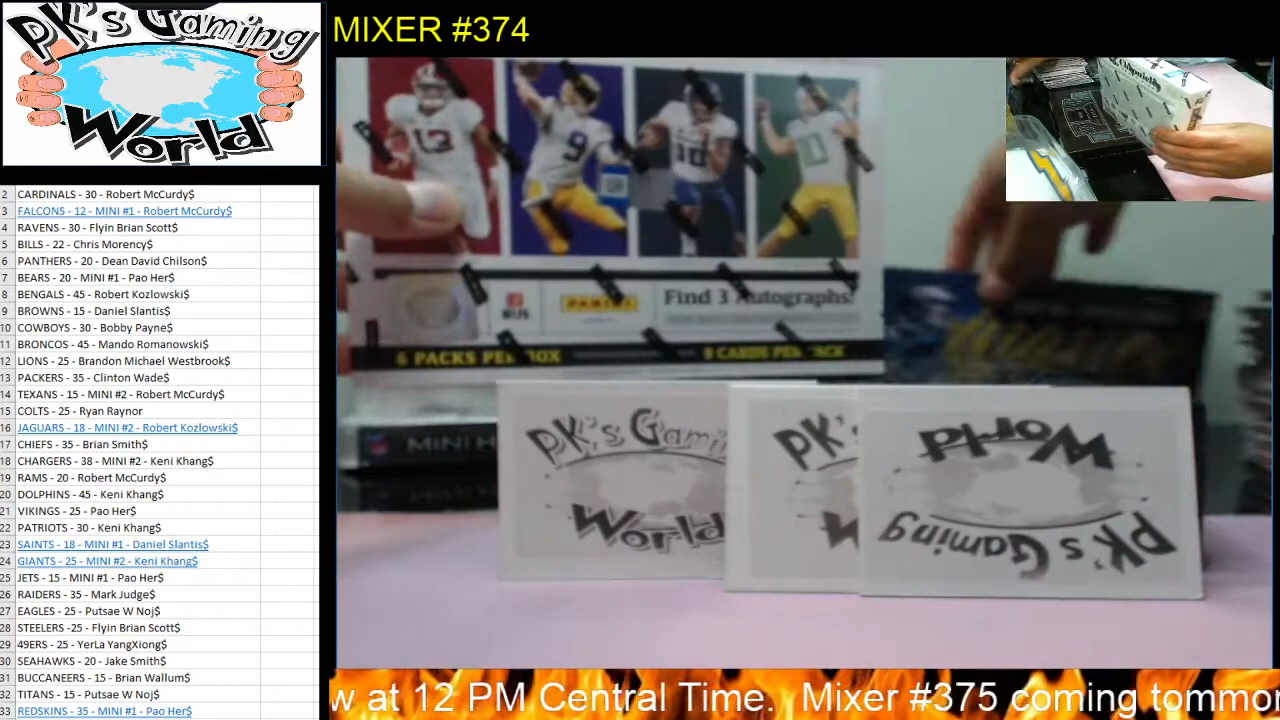 PK's Gaming
World
MIXER #374
2 CARDINALS - 30 - Robert McCurdy$
3 FALCONS - 12 - MINI #1 - Robert McCurdy$
4 RAVENS - 30 - Flyin Brian Scott$
5 BILLS - 22 - Chris Morency$
6 PANTHERS - 20 - Dean David Chilson$
7 BEARS - 20 - MINI #1 - Pao Her$
8 BENGALS - 45 - Robert Kozlowski$
9 BROWNS - 15 - Daniel Slantis$
10 COWBOYS - 30 - Bobby Payne$
11 BRONCOS - 45 - Mando Romanowski$
12 LIONS - 25 - Brandon Michael Westbrook$
13 PACKERS - 35 - Clinton Wade$
14 TEXANS - 15 - MINI #2 - Robert McCurdy$
15 COLTS - 25 - Ryan Raynor
16 JAGUARS - 18 - MINI #2 - Robert Kozlowski$
17 CHIEFS - 35 - Brian Smith$
18 CHARGERS - 38 - MINI #2 - Keni Khang$
19 RAMS - 20 - Robert McCurdy$
20 DOLPHINS - 45 - Keni Khang$
21 VIKINGS - 25 - Pao Her$
22 PATRIOTS - 30 - Keni Khang$
23 SAINTS - 18 - MINI #1 - Daniel Slantis$
24 GIANTS - 25 - MINI #2 - Keni Khang$
25 JETS - 15 - MINI #1 - Pao Her$
26 RAIDERS - 35 - Mark Judge$
27 EAGLES - 25 - Putsae W Noj$
28 STEELERS -25 - Flyin Brian Scott$
29 49ERS - 25 - YerLa YangXiong$
30 SEAHAWKS - 20 - Jake Smith$
31 BUCCANEERS - 15 - Brian Wallum$
32 TITANS - 15 - Putsae W Noj$
33 REDSKINS - 35 - MINI #1 - Pao Her$
13
9
PANINI
Find 3 Autographs!
6 PACKS PER BOX
8 CARDS PER PACK
MINI H
PK's Gamin
World
PK's
W
PK's Gaming
World
w at 12 PM Central Time. Mixer #375 coming tommor